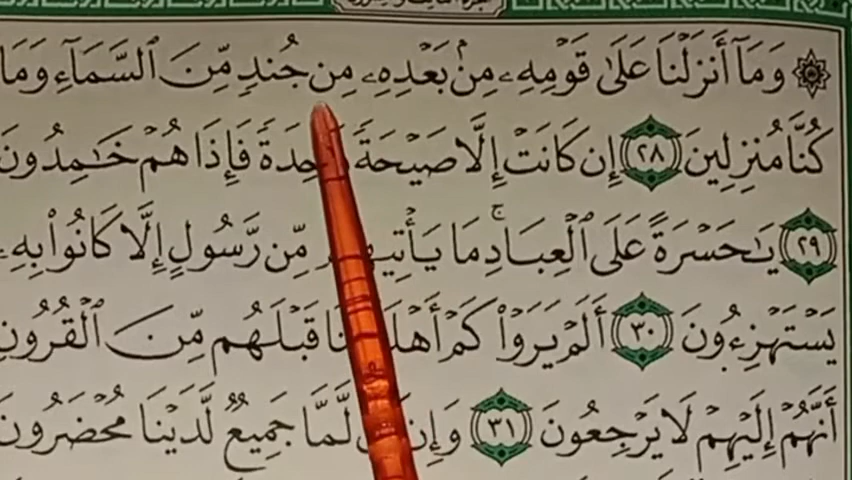 ۞ وَمَآ أَنزَلْنَا عَلَىٰ قَوْمِهِۦ مِنۢ بَعْدِهِۦ مِن جُندٍ مِّنَ ٱلسَّمَآءِ وَمَا
كُنَّا مُنزِلِينَ ٢٨ إِن كَانَتْ إِلَّا صَيْحَةً فَإِذَا هُمْ خَٰمِدُونَ
٢٩ يَٰحَسْرَةً عَلَى ٱلْعِبَادِ ۚ مَا مِّن رَّسُولٍ إِلَّا كَانُوا۟ بِهِۦ
يَسْتَهْزِءُونَ ٣٠ أَلَمْ يَرَوْا۟ كَمْ قَبْلَهُم مِّنَ ٱلْقُرُونِ
أَنَّهُمْ إِلَيْهِمْ لَا يَرْجِعُونَ ٣١ وَإِن لَّمَّا جَمِيعٌ لَّدَيْنَا مُحْضَرُونَ